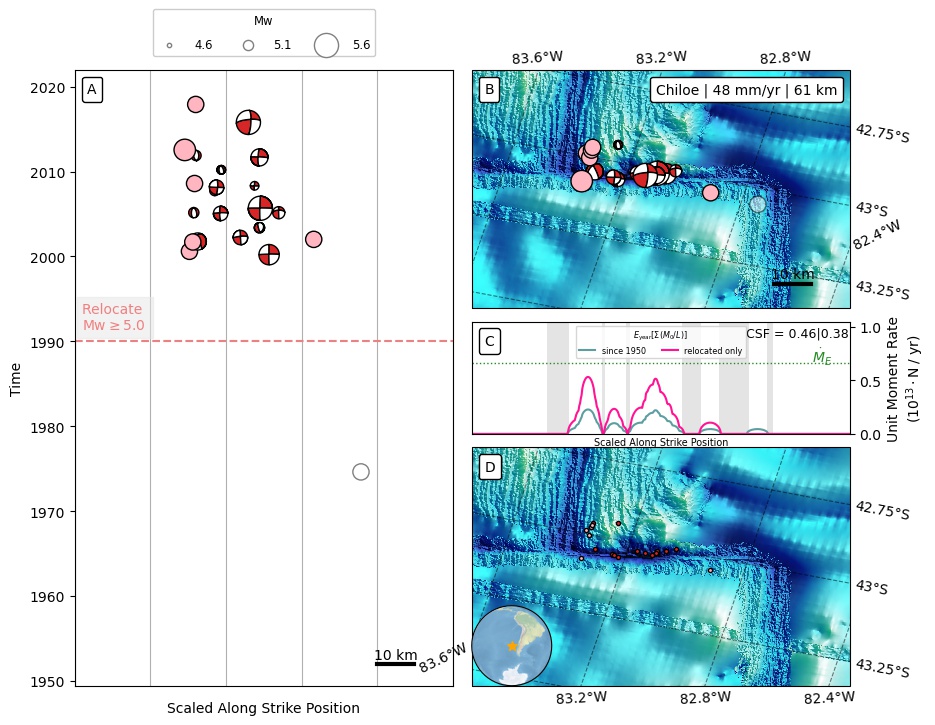 Mw
4.6 5.1 5.6
A
2020
2010
2000
1990
1980
1970
1960
1950
Time
Relocate
Mw ≥ 5.0
10 km
Scaled Along Strike Position
83.6°W 83.2°W 82.8°W
B
Chiloe | 48 mm/yr | 61 km
42.75°S
43°S
82.4°W
43.25°S
10 km
C
E_year[Σ(M₀/L)]
since 1950 relocated only
CSF = 0.46|0.38
Ṁ_E
1.0
0.5
0.0
Unit Moment Rate
(10¹³ · N / yr)
Scaled Along Strike Position
D
42.75°S
43°S
43.25°S
83.6°W
83.2°W 82.8°W 82.4°W